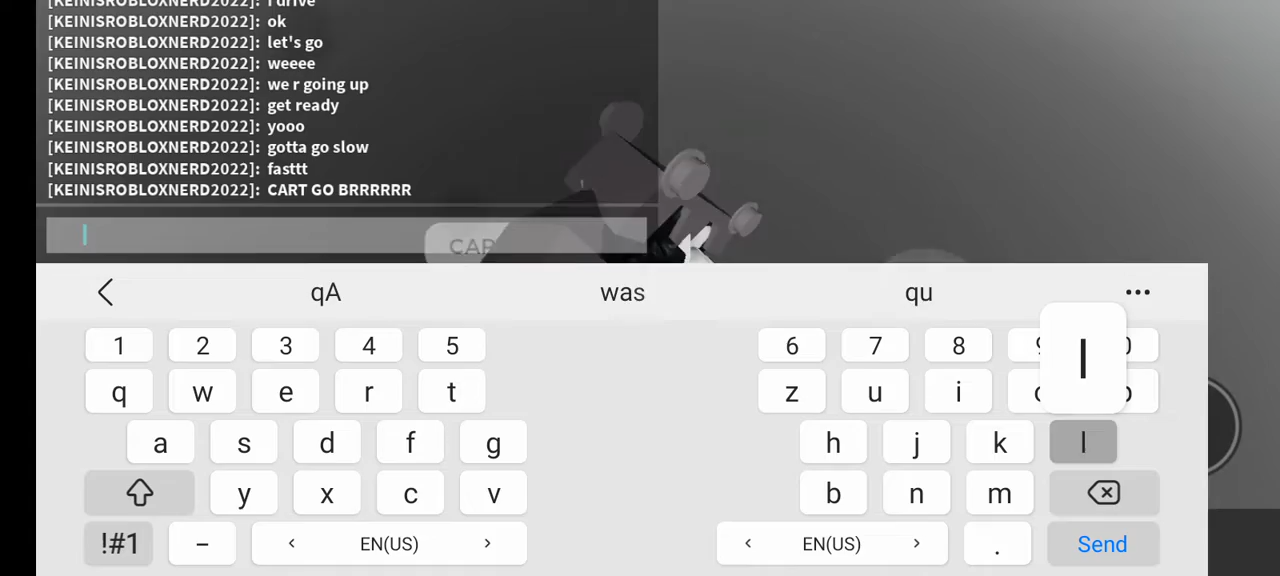 [KEINISROBLOXNERD2022]: i drive
[KEINISROBLOXNERD2022]: ok
[KEINISROBLOXNERD2022]: let's go
[KEINISROBLOXNERD2022]: weeee
[KEINISROBLOXNERD2022]: we r going up
[KEINISROBLOXNERD2022]: get ready
[KEINISROBLOXNERD2022]: yooo
[KEINISROBLOXNERD2022]: gotta go slow
[KEINISROBLOXNERD2022]: fasttt
[KEINISROBLOXNERD2022]: CART GO BRRRRRR
qA was qu
l
1 2 3 4 5 6 7 8
q w e r t z u i
a s d f g h j k l
y x c v b n m
!#1 - < EN(US) > < EN(US) > . Send